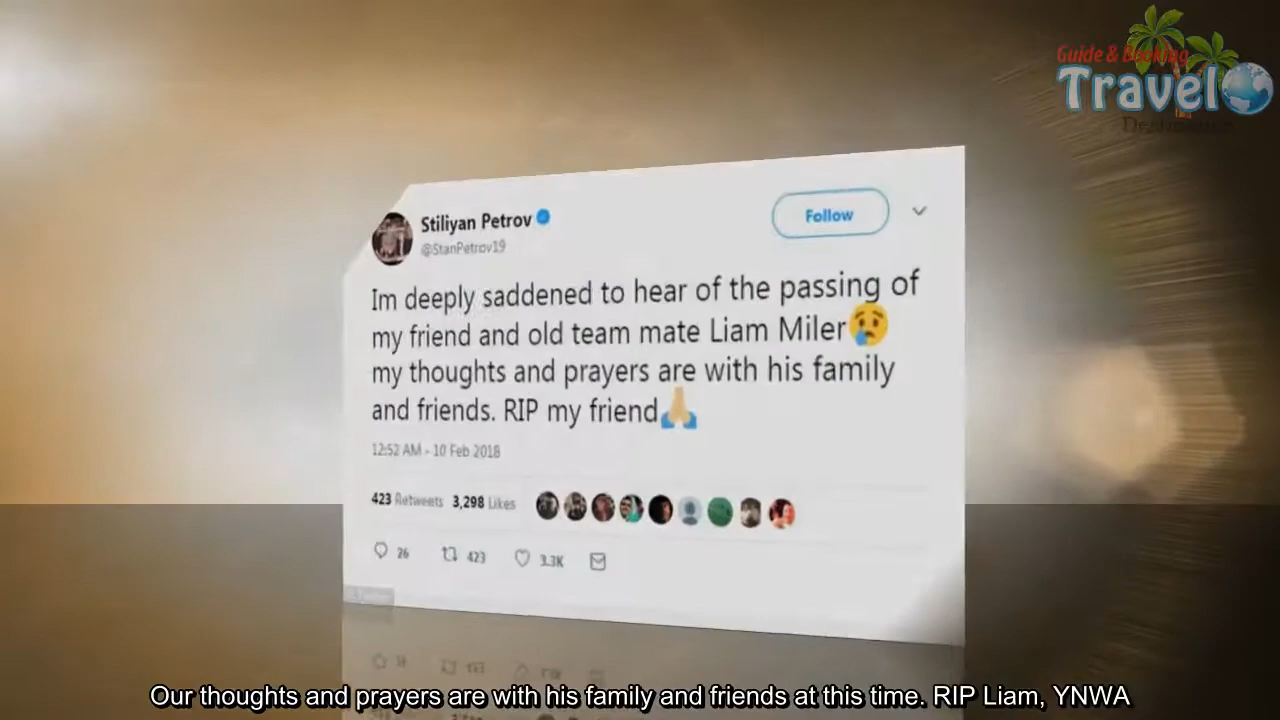 Guide & Booking
Travel
Stiliyan Petrov
@StanPetrov19
Follow
Im deeply saddened to hear of the passing of
my friend and old team mate Liam Miler😢
my thoughts and prayers are with his family
and friends. RIP my friend🙏
12:52 AM - 10 Feb 2018
423 Retweets 3,298 Likes
26 423 3.3K
Our thoughts and prayers are with his family and friends at this time. RIP Liam, YNWA